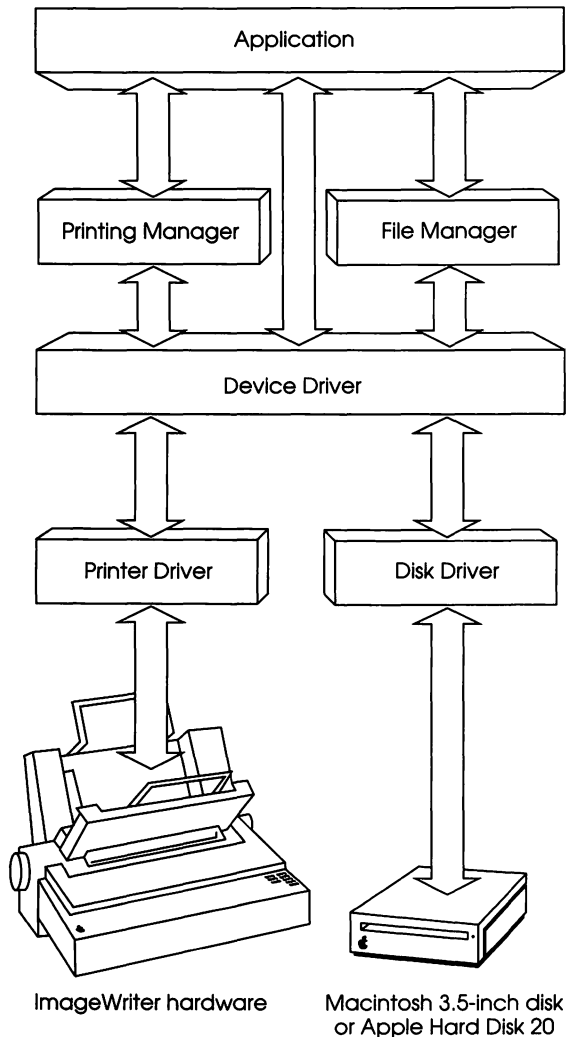 Application
Printing Manager
File Manager
Device Driver
Printer Driver
Disk Driver
ImageWriter hardware
Macintosh 3.5-inch disk
or Apple Hard Disk 20